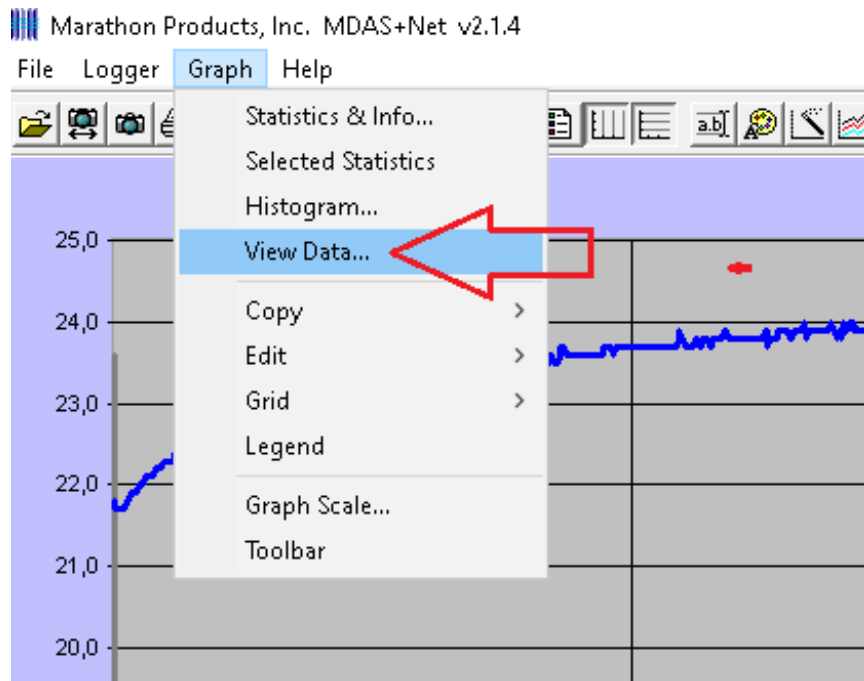 Marathon Products, Inc. MDAS+Net v2.1.4
File Logger Graph Help
Statistics & Info...
Selected Statistics
Histogram...
View Data...
Copy
Edit
Grid
Legend
Graph Scale...
Toolbar
a.b
A
25,0
24,0
23,0
22,0
21,0
20,0